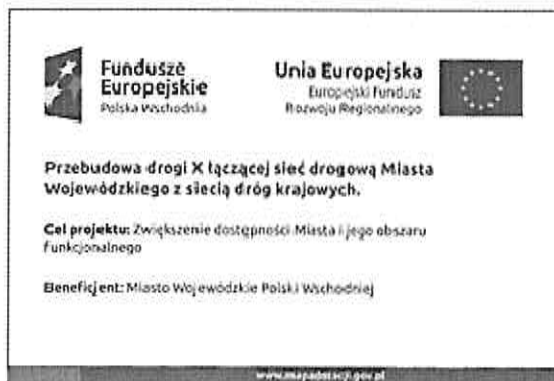 Fundusze
Europejskie
Polska Wschodnia
Unia Europejska
Europejski Fundusz
Rozwoju Regionalnego
Przebudowa drogi X łączącej sieć drogową Miasta
Wojewódzkiego z siecią dróg krajowych.
Cel projektu: Zwiększenie dostępności Miasta i jego obszaru
funkcjonalnego
Beneficjent: Miasto Wojewódzkie Polski Wschodniej
www.mapadotacji.gov.pl